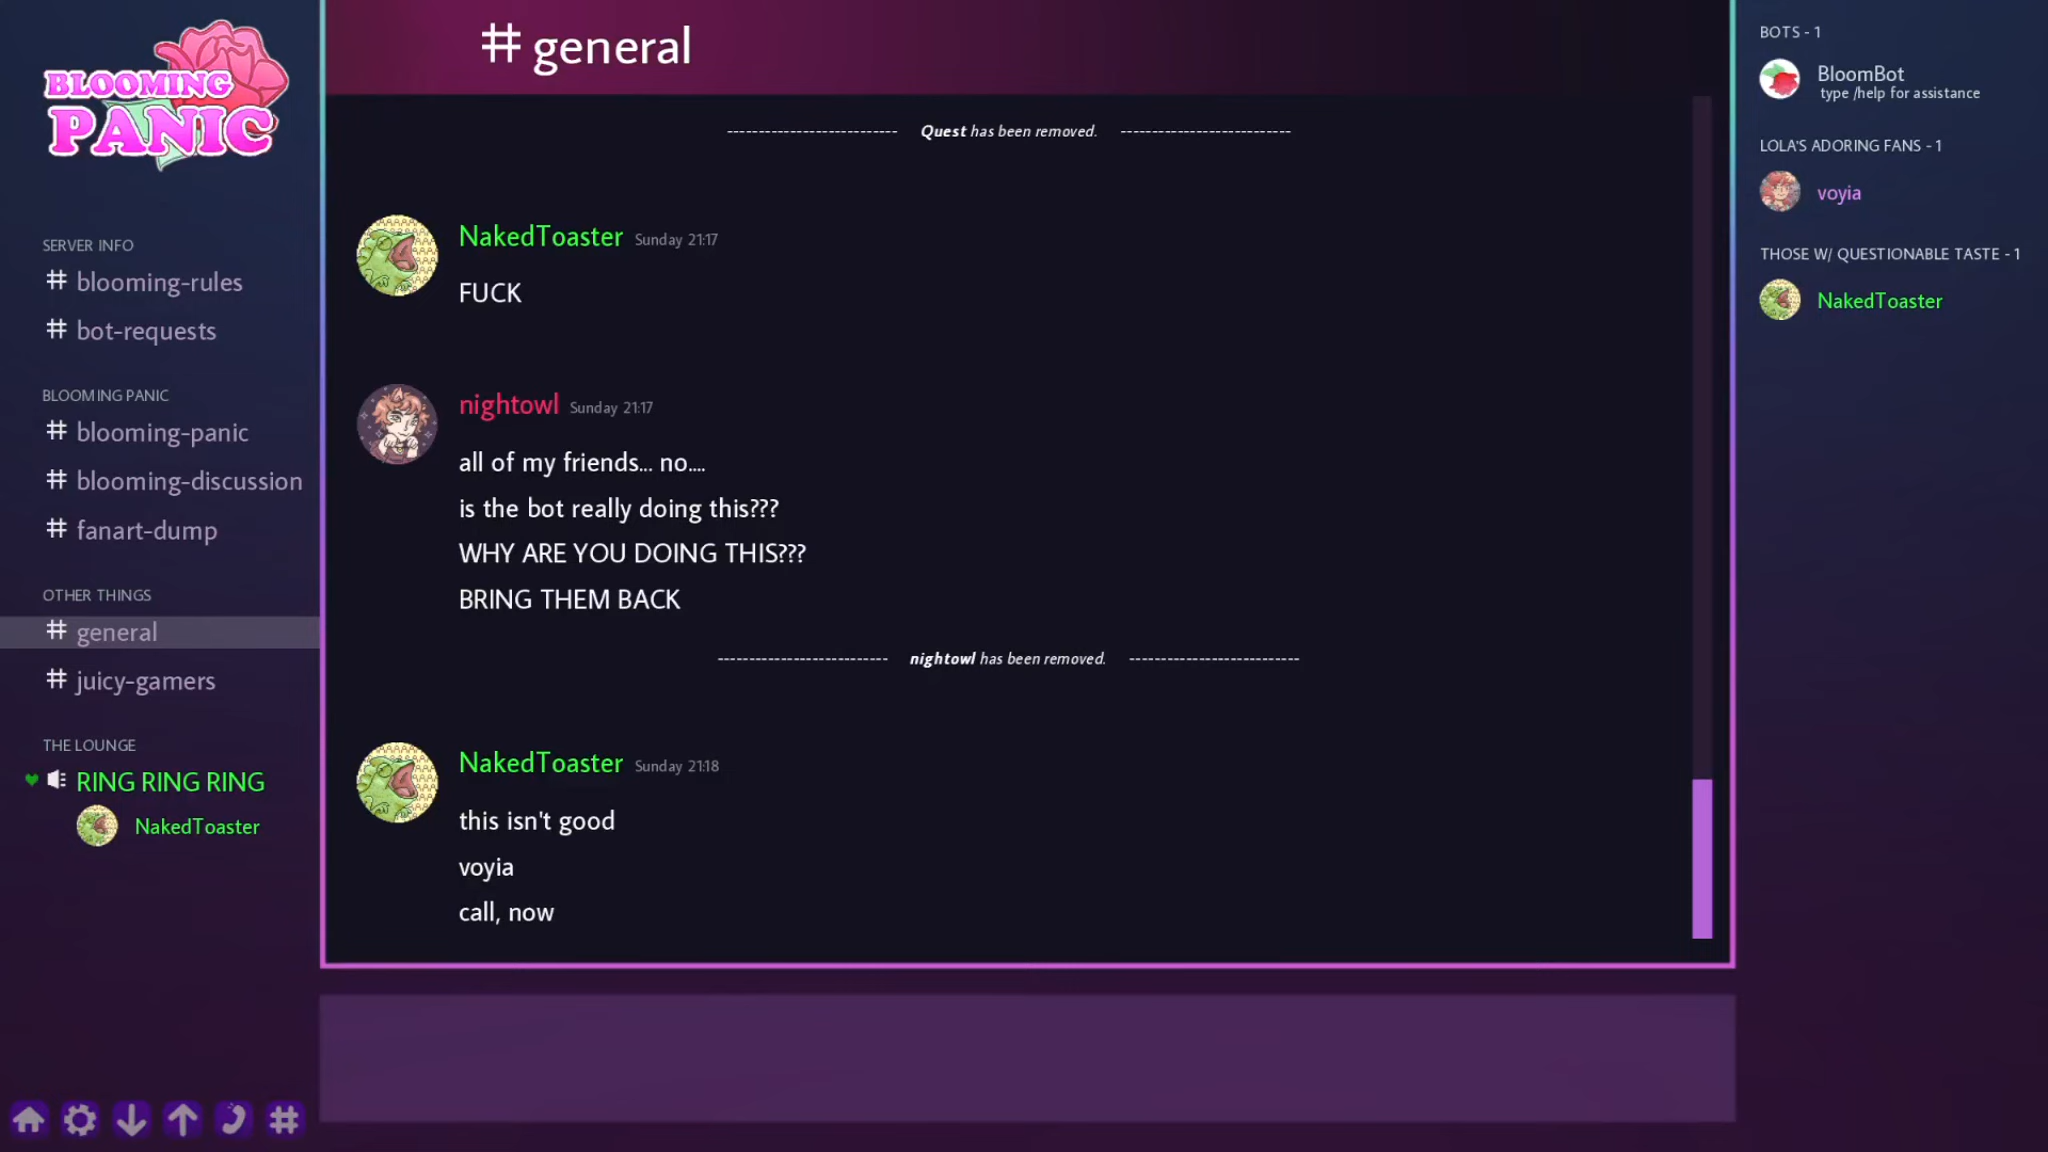 BLOOMING
PANIC
SERVER INFO
# blooming-rules
# bot-requests
BLOOMING PANIC
# blooming-panic
# blooming-discussion
# fanart-dump
OTHER THINGS
# general
# juicy-gamers
THE LOUNGE
RING RING RING
NakedToaster
# general
--------------------------- Quest has been removed. ---------------------------
NakedToaster Sunday 21:17
FUCK
nightowl Sunday 21:17
all of my friends... no....
is the bot really doing this???
WHY ARE YOU DOING THIS???
BRING THEM BACK
--------------------------- nightowl has been removed. ---------------------------
NakedToaster Sunday 21:18
this isn't good
voyia
call, now
BOTS - 1
BloomBot
type /help for assistance
LOLA'S ADORING FANS - 1
voyia
THOSE W/ QUESTIONABLE TASTE - 1
NakedToaster